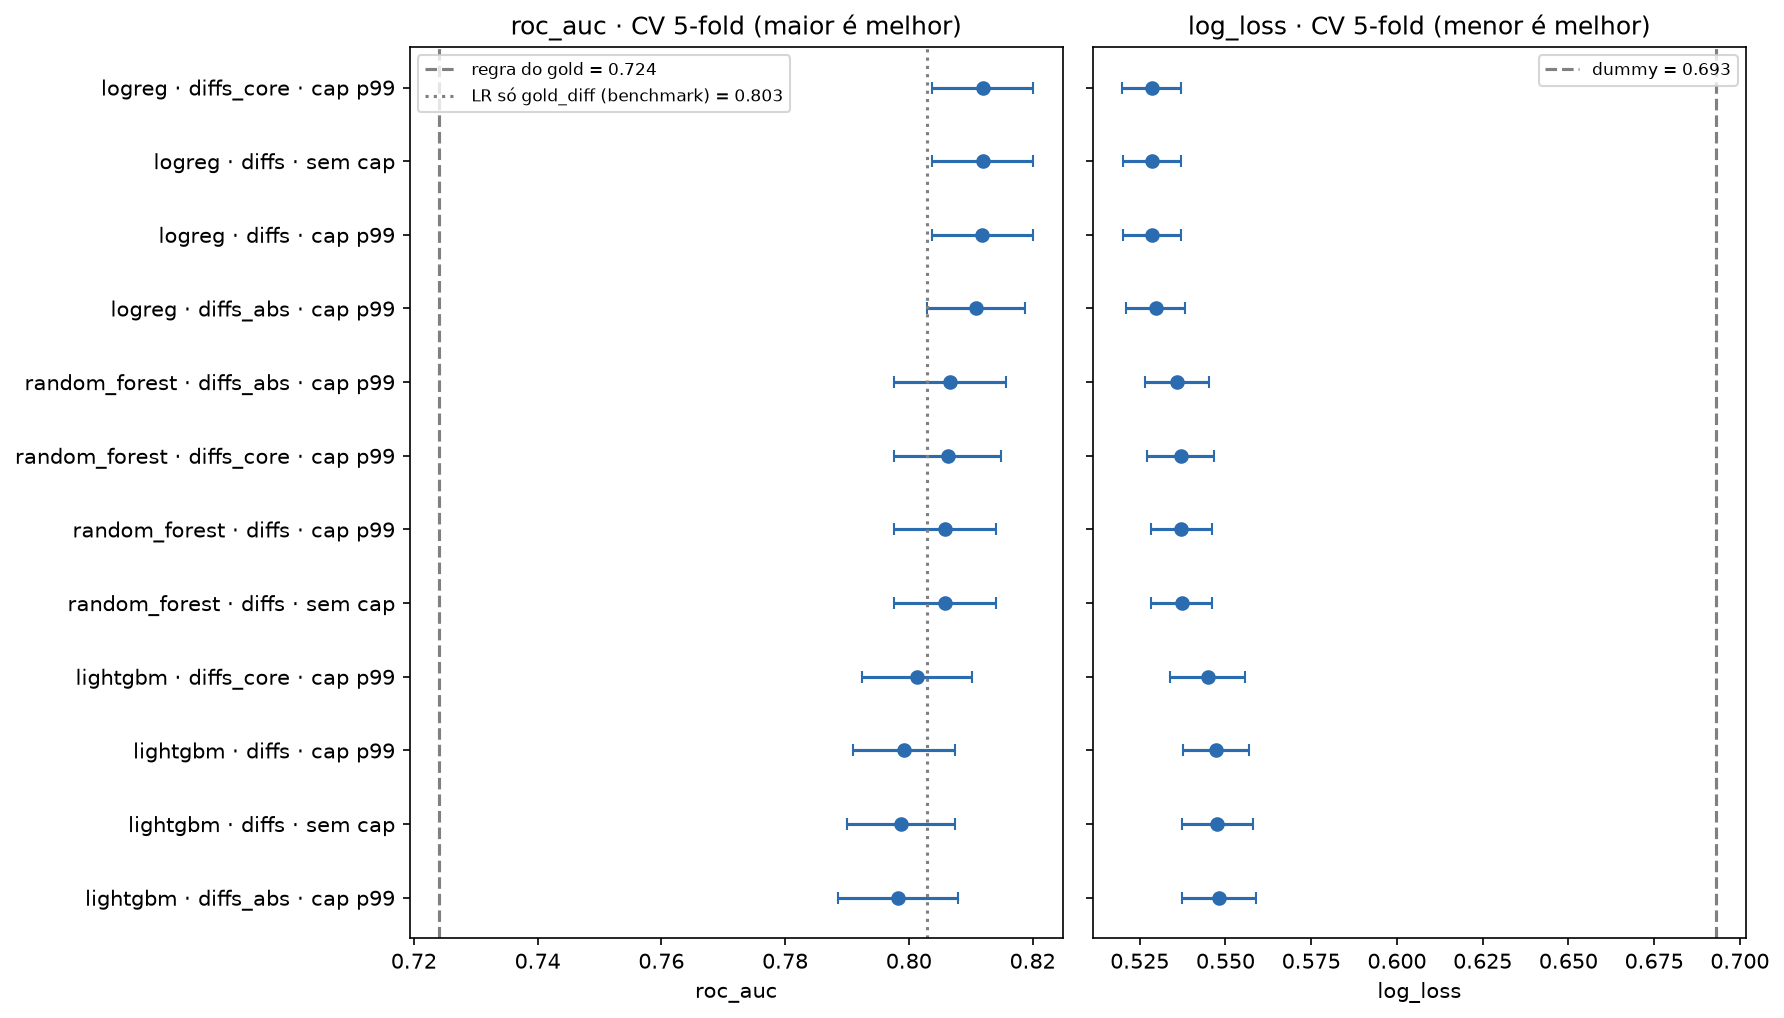 roc_auc · CV 5-fold (maior é melhor)
regra do gold = 0.724
LR só gold_diff (benchmark) = 0.803
logreg · diffs_core · cap p99
logreg · diffs · sem cap
logreg · diffs · cap p99
logreg · diffs_abs · cap p99
random_forest · diffs_abs · cap p99
random_forest · diffs_core · cap p99
random_forest · diffs · cap p99
random_forest · diffs · sem cap
lightgbm · diffs_core · cap p99
lightgbm · diffs · cap p99
lightgbm · diffs · sem cap
lightgbm · diffs_abs · cap p99
0.72 0.74 0.76 0.78 0.80 0.82
roc_auc
log_loss · CV 5-fold (menor é melhor)
dummy = 0.693
0.525 0.550 0.575 0.600 0.625 0.650 0.675 0.700
log_loss